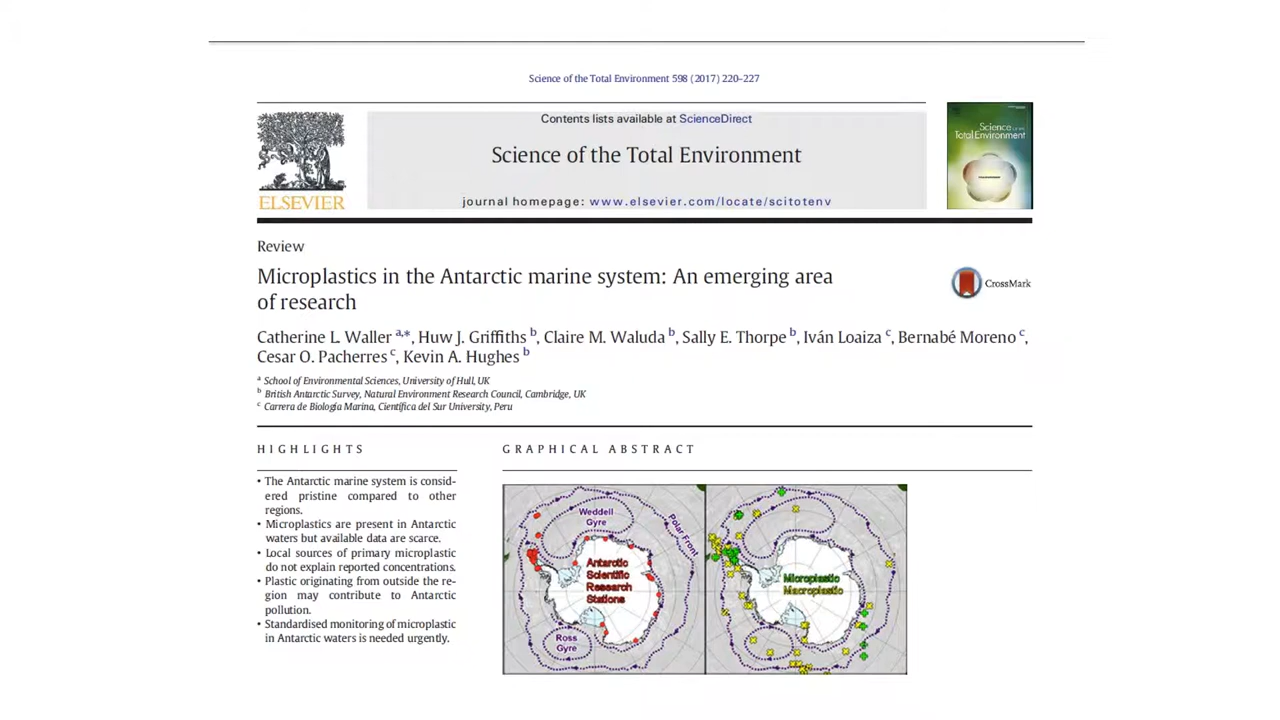 Science of the Total Environment 598 (2017) 220–227
Contents lists available at ScienceDirect
Science of the Total Environment
journal homepage: www.elsevier.com/locate/scitotenv
ELSEVIER
Science OF THE
Total Environment
Review
Microplastics in the Antarctic marine system: An emerging area
of research
CrossMark
Catherine L. Waller a,*, Huw J. Griffiths b, Claire M. Waluda b, Sally E. Thorpe b, Iván Loaiza c, Bernabé Moreno c,
Cesar O. Pacherres c, Kevin A. Hughes b
a School of Environmental Sciences, University of Hull, UK
b British Antarctic Survey, Natural Environment Research Council, Cambridge, UK
c Carrera de Biología Marina, Científica del Sur University, Peru
HIGHLIGHTS
• The Antarctic marine system is consid-
ered pristine compared to other
regions.
• Microplastics are present in Antarctic
waters but available data are scarce.
• Local sources of primary microplastic
do not explain reported concentrations.
• Plastic originating from outside the re-
gion may contribute to Antarctic
pollution.
• Standardised monitoring of microplastic
in Antarctic waters is needed urgently.
GRAPHICAL ABSTRACT
Weddell
Gyre
Polar Front
Antarctic
Scientific
Research
Stations
Ross
Gyre
Microplastic
Macroplastic